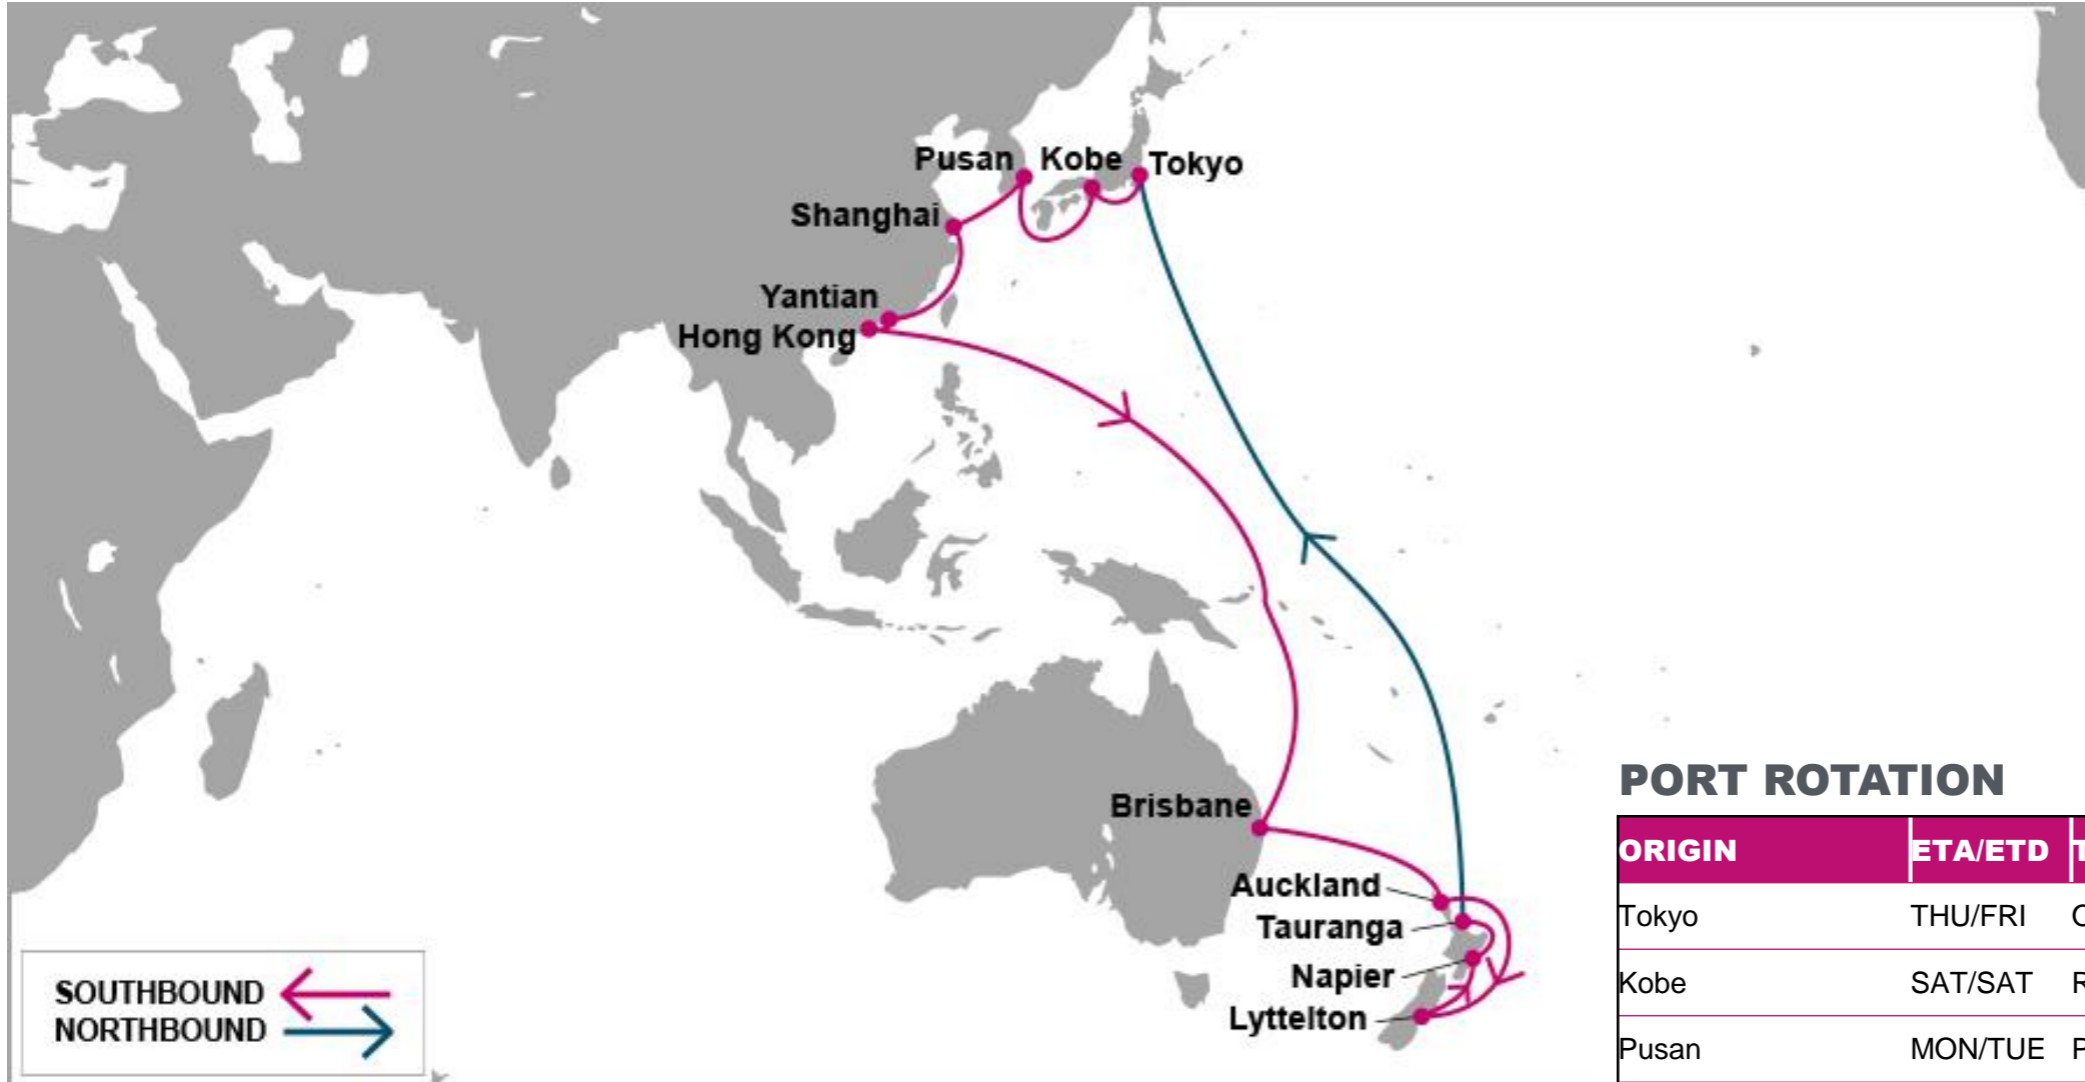 Pusan Kobe Tokyo
Shanghai
Yantian
Hong Kong
Brisbane
Auckland
Tauranga
Napier
Lyttelton
SOUTHBOUND
NORTHBOUND
PORT ROTATION
ORIGIN ETA/ETD
Tokyo THU/FRI
Kobe SAT/SAT
Pusan MON/TUE